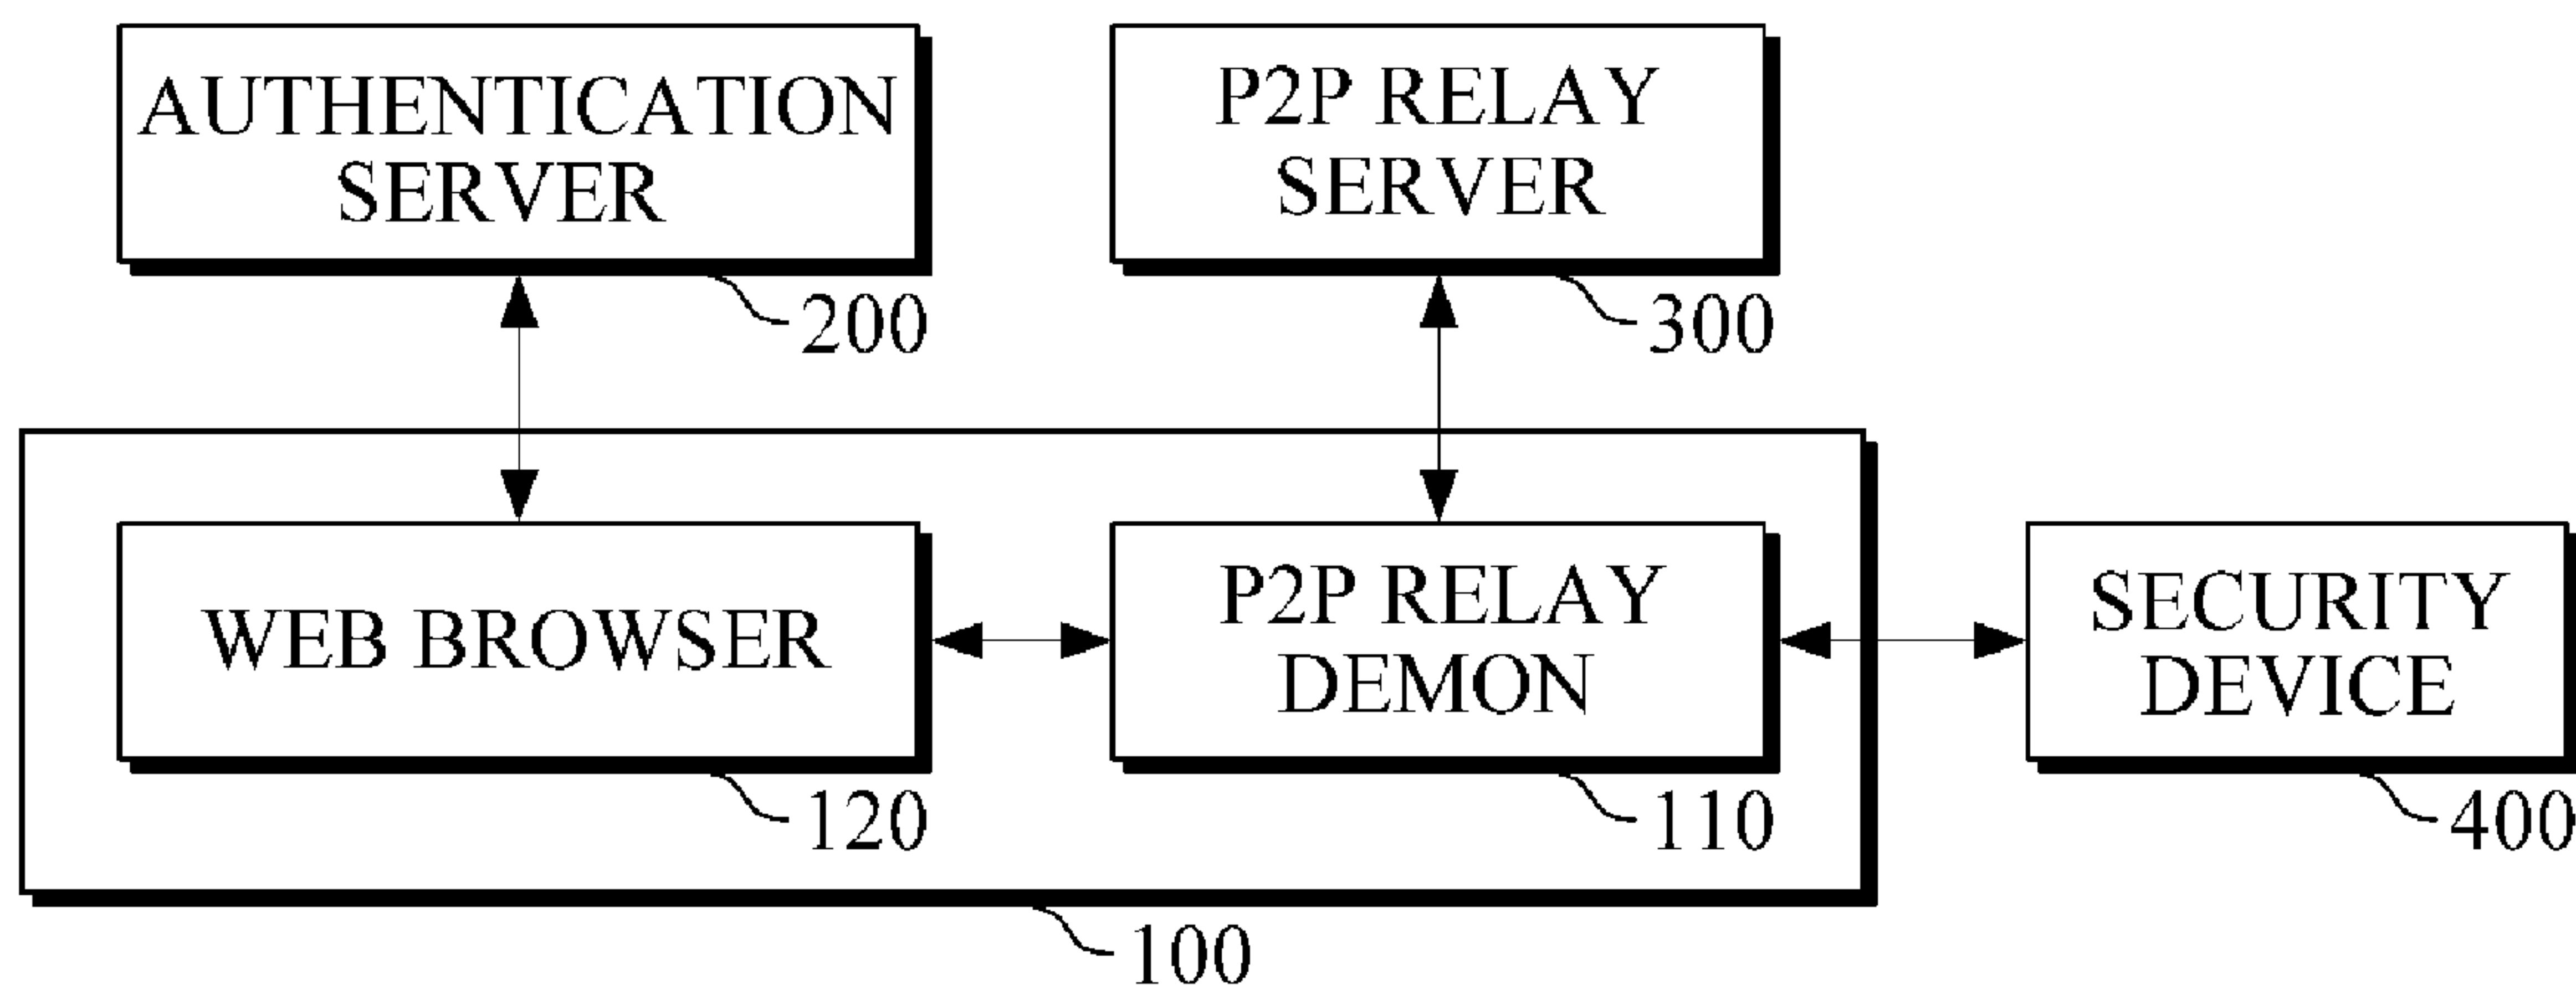 AUTHENTICATION
SERVER
200
P2P RELAY
SERVER
300
WEB BROWSER
120
P2P RELAY
DEMON
110
SECURITY
DEVICE
400
100